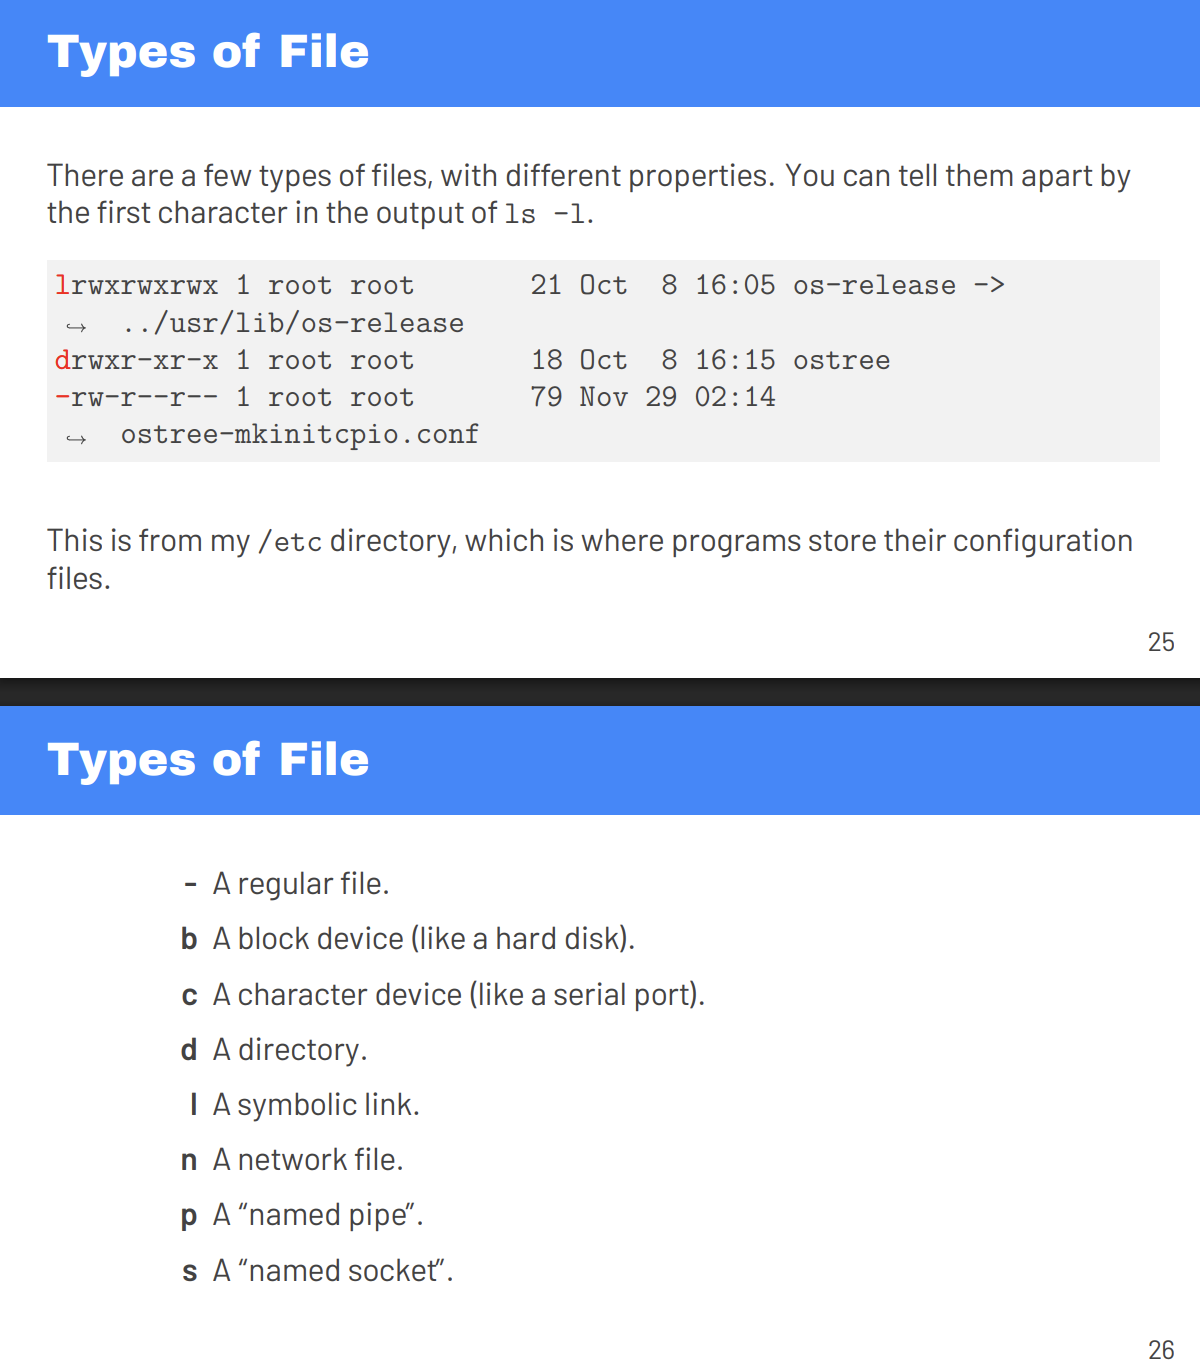 Types of File
There are a few types of files, with different properties. You can tell them apart by
the first character in the output of ls -l.
lrwxrwxrwx 1 root root 21 Oct 8 16:05 os-release ->
↪ ../usr/lib/os-release
drwxr-xr-x 1 root root 18 Oct 8 16:15 ostree
-rw-r--r-- 1 root root 79 Nov 29 02:14
↪ ostree-mkinitcpio.conf
This is from my /etc directory, which is where programs store their configuration
files.
25
Types of File
- A regular file.
b A block device (like a hard disk).
c A character device (like a serial port).
d A directory.
l A symbolic link.
n A network file.
p A “named pipe”.
s A “named socket”.
26